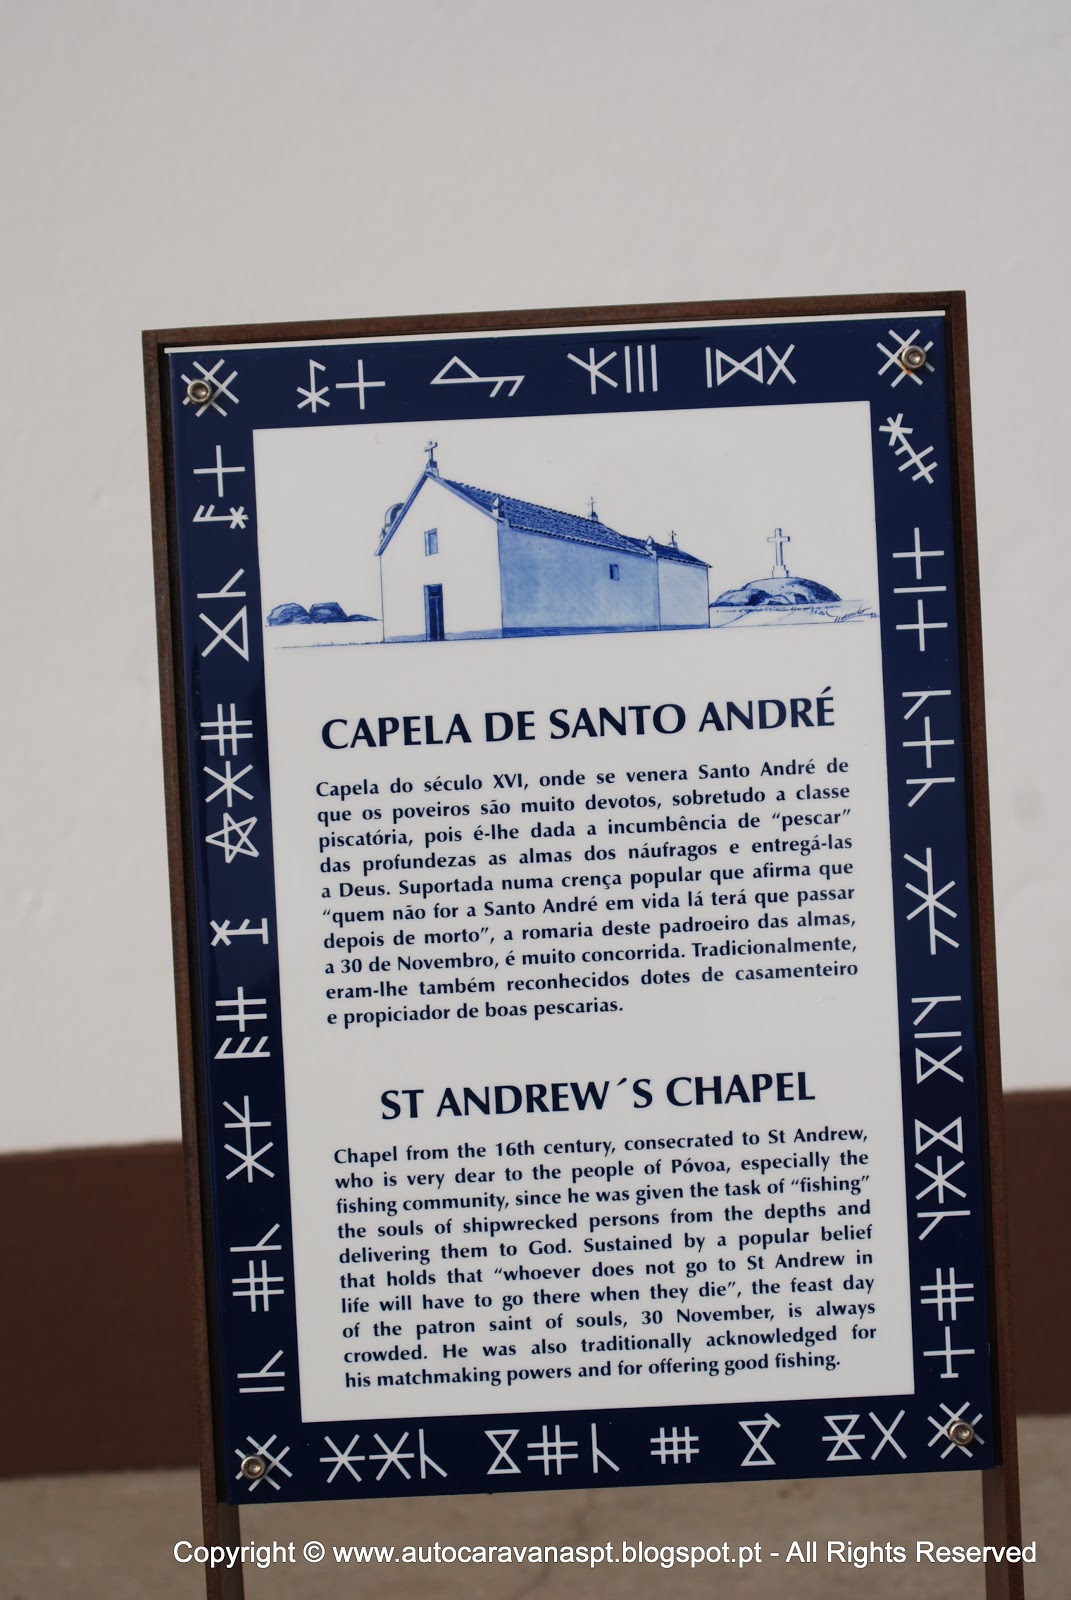 CAPELA DE SANTO ANDRÉ
Capela do século XVI, onde se venera Santo André de
que os poveiros são muito devotos, sobretudo a classe
piscatória, pois é-lhe dada a incumbência de “pescar”
das profundezas as almas dos náufragos e entregá-las
a Deus. Suportada numa crença popular que afirma que
“quem não for a Santo André em vida lá terá que passar
depois de morto”, a romaria deste padroeiro das almas,
a 30 de Novembro, é muito concorrida. Tradicionalmente,
eram-lhe também reconhecidos dotes de casamenteiro
e propiciador de boas pescarias.
ST ANDREW´S CHAPEL
Chapel from the 16th century, consecrated to St Andrew,
who is very dear to the people of Póvoa, especially the
fishing community, since he was given the task of “fishing”
the souls of shipwrecked persons from the depths and
delivering them to God. Sustained by a popular belief
that holds that “whoever does not go to St Andrew in
life will have to go there when they die”, the feast day
of the patron saint of souls, 30 November, is always
crowded. He was also traditionally acknowledged for
his matchmaking powers and for offering good fishing.
Copyright © www.autocaravanaspt.blogspot.pt - All Rights Reserved